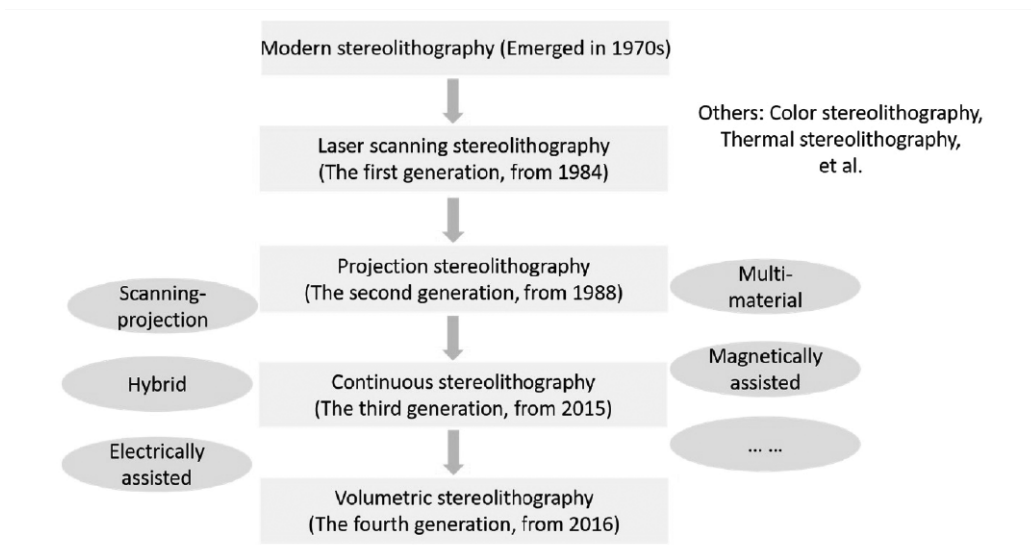 Modern stereolithography (Emerged in 1970s)
Others: Color stereolithography,
Thermal stereolithography,
et al.
Laser scanning stereolithography
(The first generation, from 1984)
Projection stereolithography
(The second generation, from 1988)
Scanning-
projection
Multi-
material
Hybrid
Continuous stereolithography
(The third generation, from 2015)
Magnetically
assisted
Electrically
assisted
... ...
Volumetric stereolithography
(The fourth generation, from 2016)